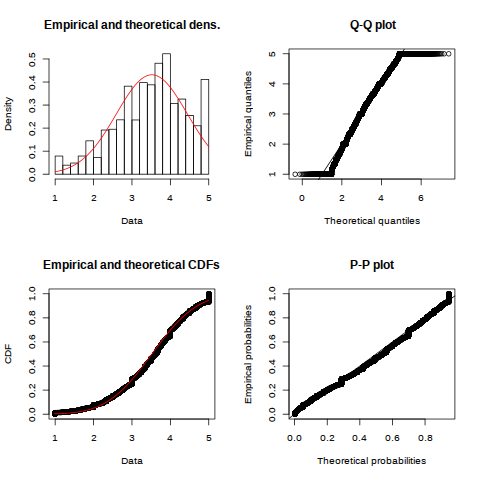 Empirical and theoretical dens.
Density
0.0 0.1 0.2 0.3 0.4 0.5
1 2 3 4 5
Data
Q-Q plot
Empirical quantiles
1 2 3 4 5
0 2 4 6
Theoretical quantiles
Empirical and theoretical CDFs
CDF
0.0 0.2 0.4 0.6 0.8 1.0
1 2 3 4 5
Data
P-P plot
Empirical probabilities
0.0 0.2 0.4 0.6 0.8 1.0
0.0 0.2 0.4 0.6 0.8
Theoretical probabilities